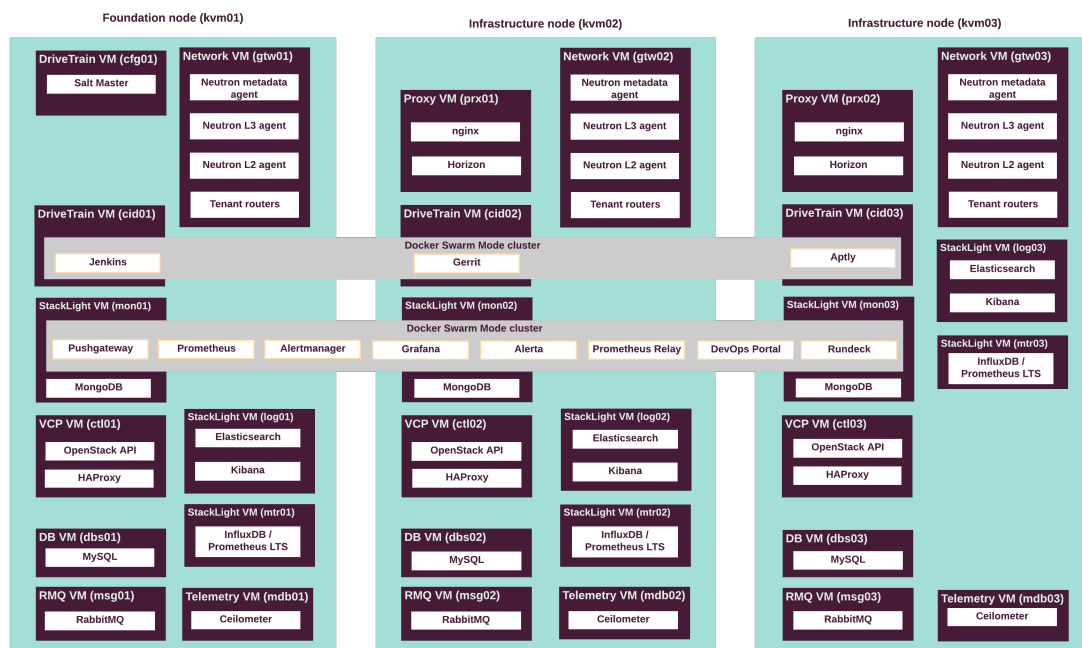 Foundation node (kvm01)
DriveTrain VM (cfg01)
Salt Master
Network VM (gtw01)
Neutron metadata
agent
Neutron L3 agent
Neutron L2 agent
Tenant routers
DriveTrain VM (cid01)
Jenkins
StackLight VM (mon01)
Pushgateway
Prometheus
Alertmanager
MongoDB
VCP VM (ctl01)
OpenStack API
HAProxy
StackLight VM (log01)
Elasticsearch
Kibana
StackLight VM (mtr01)
InfluxDB /
Prometheus LTS
DB VM (dbs01)
MySQL
RMQ VM (msg01)
RabbitMQ
Telemetry VM (mdb01)
Ceilometer
Infrastructure node (kvm02)
Network VM (gtw02)
Neutron metadata
agent
Neutron L3 agent
Neutron L2 agent
Tenant routers
Proxy VM (prx01)
nginx
Horizon
DriveTrain VM (cid02)
Docker Swarm Mode cluster
Gerrit
StackLight VM (mon02)
Docker Swarm Mode cluster
Grafana
Alerta
Prometheus Relay
MongoDB
VCP VM (ctl02)
OpenStack API
HAProxy
StackLight VM (log02)
Elasticsearch
Kibana
StackLight VM (mtr02)
InfluxDB /
Prometheus LTS
DB VM (dbs02)
MySQL
RMQ VM (msg02)
RabbitMQ
Telemetry VM (mdb02)
Ceilometer
Infrastructure node (kvm03)
Network VM (gtw03)
Neutron metadata
agent
Neutron L3 agent
Neutron L2 agent
Tenant routers
Proxy VM (prx02)
nginx
Horizon
DriveTrain VM (cid03)
Aptly
StackLight VM (log03)
Elasticsearch
Kibana
StackLight VM (mon03)
DevOps Portal
Rundeck
MongoDB
StackLight VM (mtr03)
InfluxDB /
Prometheus LTS
VCP VM (ctl03)
OpenStack API
HAProxy
DB VM (dbs03)
MySQL
RMQ VM (msg03)
RabbitMQ
Telemetry VM (mdb03)
Ceilometer